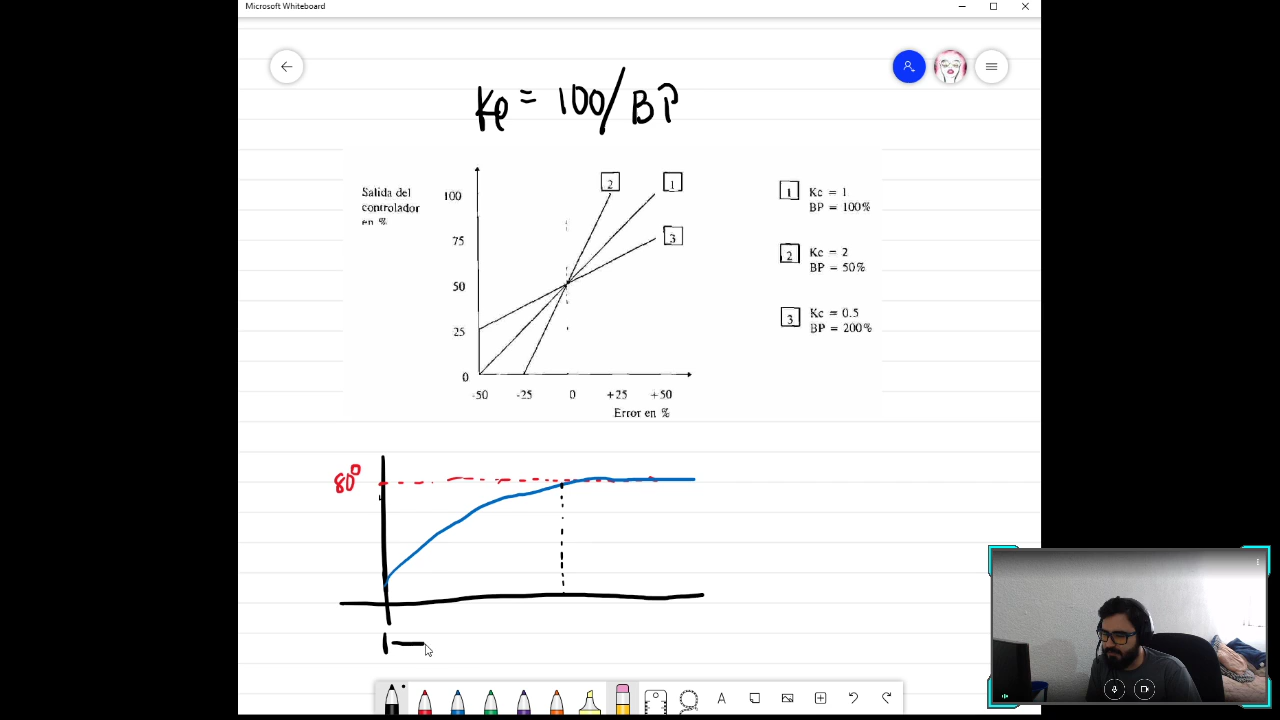 Microsoft Whiteboard
Kp = 100/BP
Salida del
controlador
en %
100
75
50
25
0
-50 -25 0 +25 +50
Error en %
2
1
3
1 Kc = 1
BP = 100%
2 Kc = 2
BP = 50%
3 Kc = 0.5
BP = 200%
80°
A